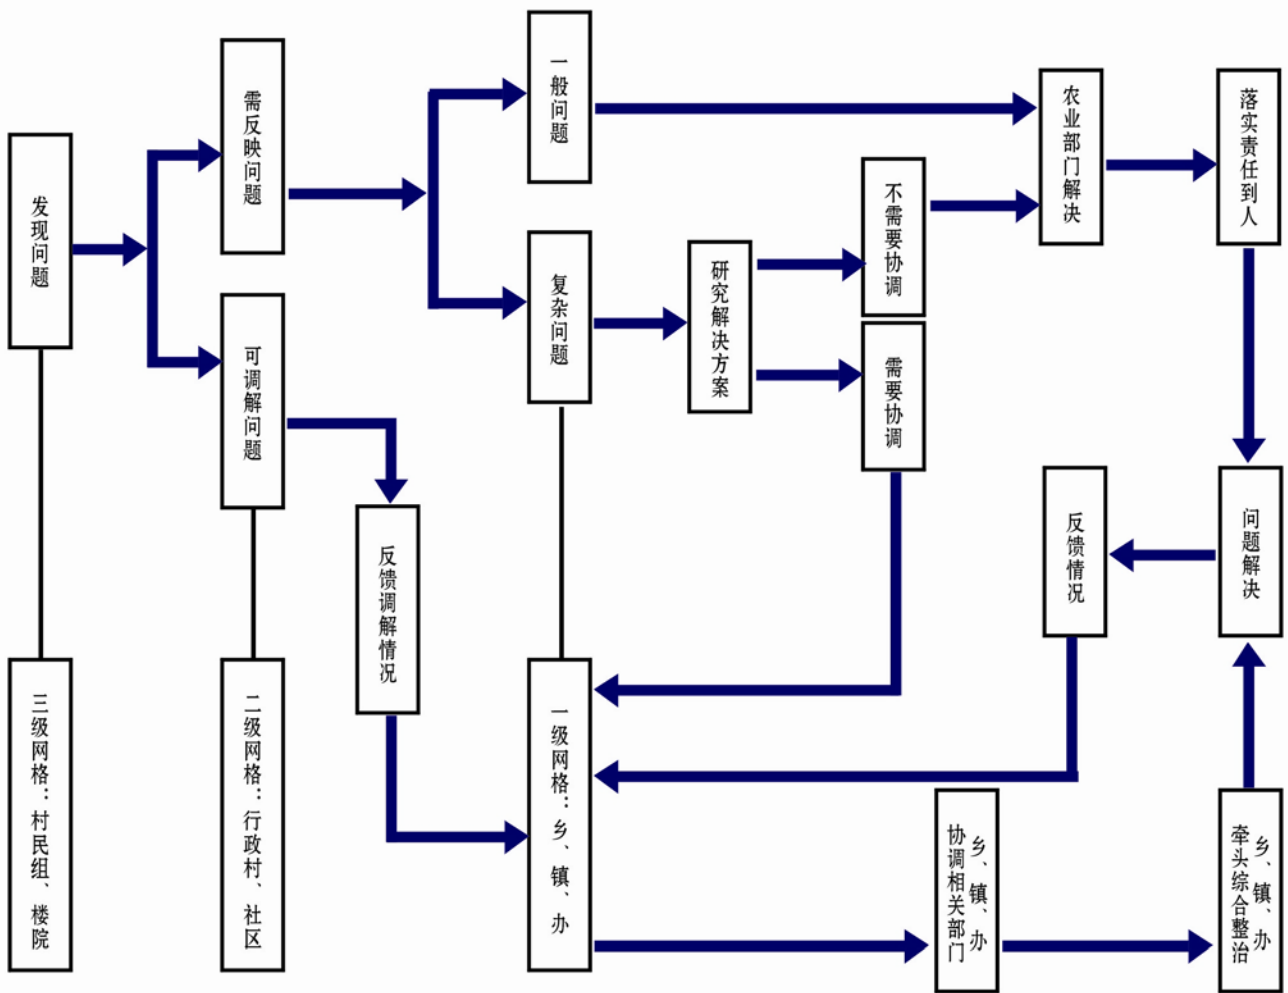 发现问题
需反映问题
可调解问题
反馈调解情况
一般问题
复杂问题
研究解决方案
不需要协调
需要协调
农业部门解决
落实责任到人
问题解决
反馈情况
三级网格：村民组、楼院
二级网格：行政村、社区
一级网格：乡、镇、办
乡、镇、办
协调相关部门
乡、镇、办
牵头综合整治